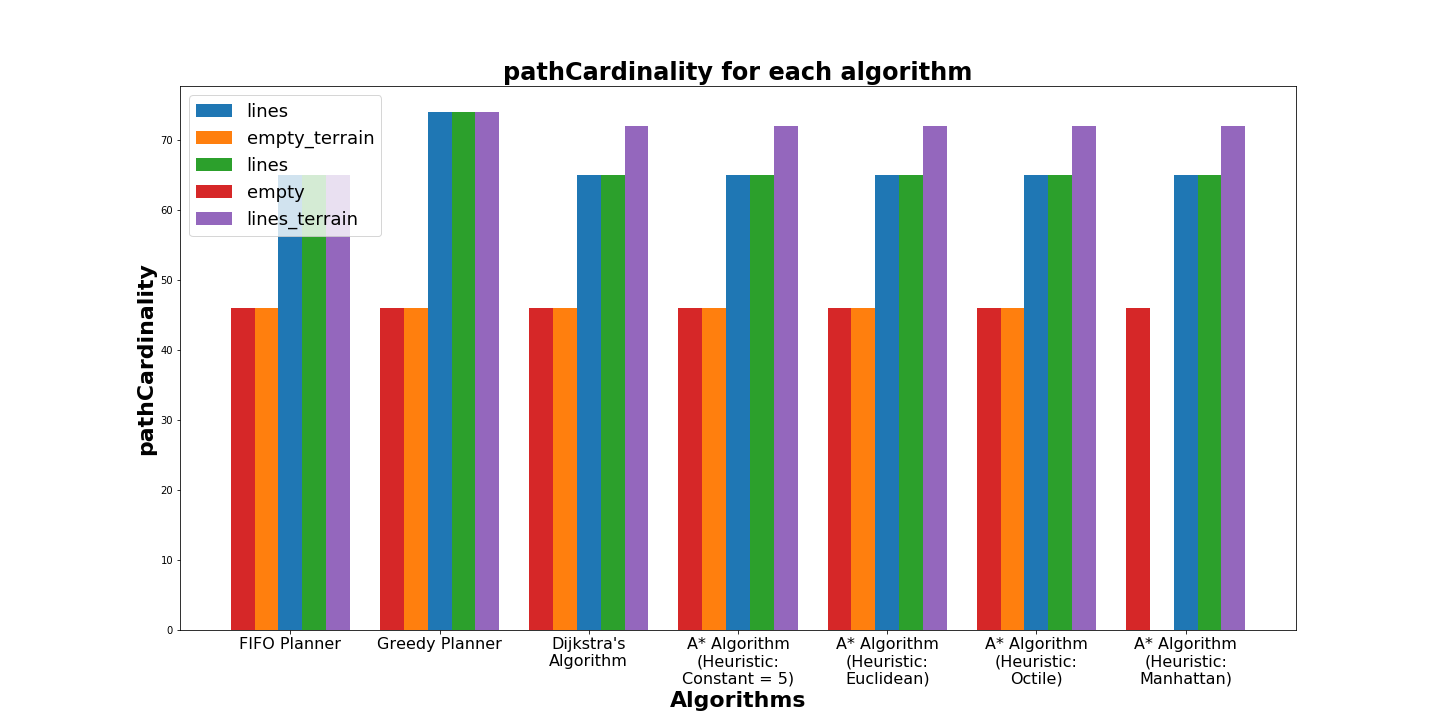 pathCardinality for each algorithm
lines
empty_terrain
lines
empty
lines_terrain
pathCardinality
70
60
50
40
30
20
10
0
FIFO Planner
Greedy Planner
Dijkstra's
Algorithm
A* Algorithm
(Heuristic:
Constant = 5)
A* Algorithm
(Heuristic:
Euclidean)
A* Algorithm
(Heuristic:
Octile)
A* Algorithm
(Heuristic:
Manhattan)
Algorithms